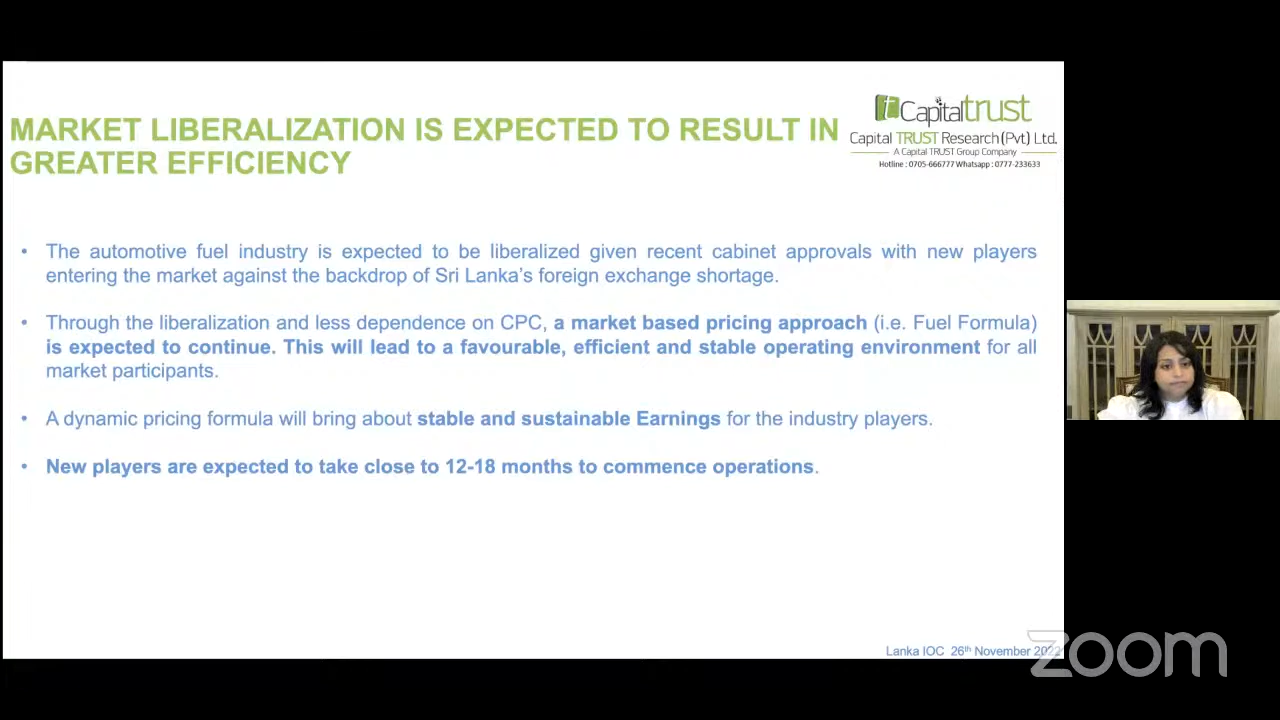 MARKET LIBERALIZATION IS EXPECTED TO RESULT IN
GREATER EFFICIENCY
Capitaltrust
Capital TRUST Research (Pvt) Ltd.
A Capital TRUST Group Company
Hotline : 0705-666777 Whatsapp : 0777-233633
• The automotive fuel industry is expected to be liberalized given recent cabinet approvals with new players
entering the market against the backdrop of Sri Lanka's foreign exchange shortage.
• Through the liberalization and less dependence on CPC, a market based pricing approach (i.e. Fuel Formula)
is expected to continue. This will lead to a favourable, efficient and stable operating environment for all
market participants.
• A dynamic pricing formula will bring about stable and sustainable Earnings for the industry players.
• New players are expected to take close to 12-18 months to commence operations.
Lanka IOC 26th November 2022
zoom